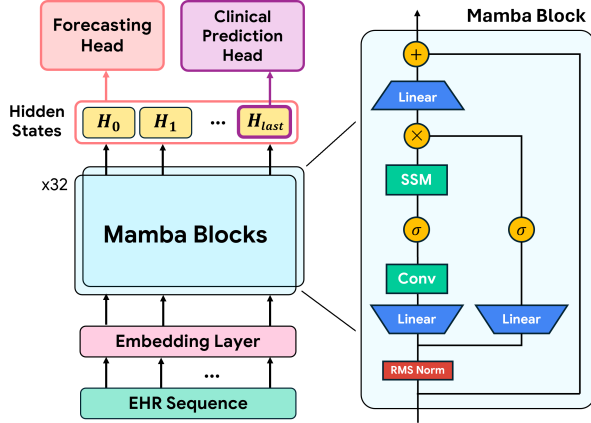 Forecasting
Head
Clinical
Prediction
Head
Hidden
States
H₀
H₁
...
H_last
x32
Mamba Blocks
Embedding Layer
...
EHR Sequence
Mamba Block
+
Linear
×
SSM
σ
σ
Conv
Linear
Linear
RMS Norm